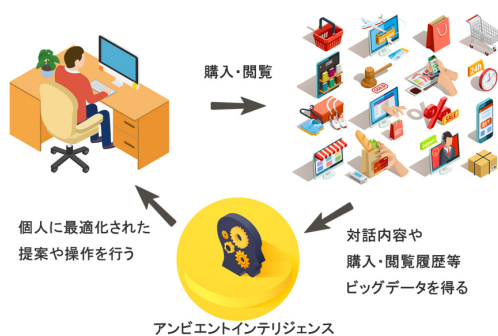 購入・閲覧
個人に最適化された
提案や操作を行う
対話内容や
購入・閲覧履歴等
ビッグデータを得る
アンビエントインテリジェンス
24h